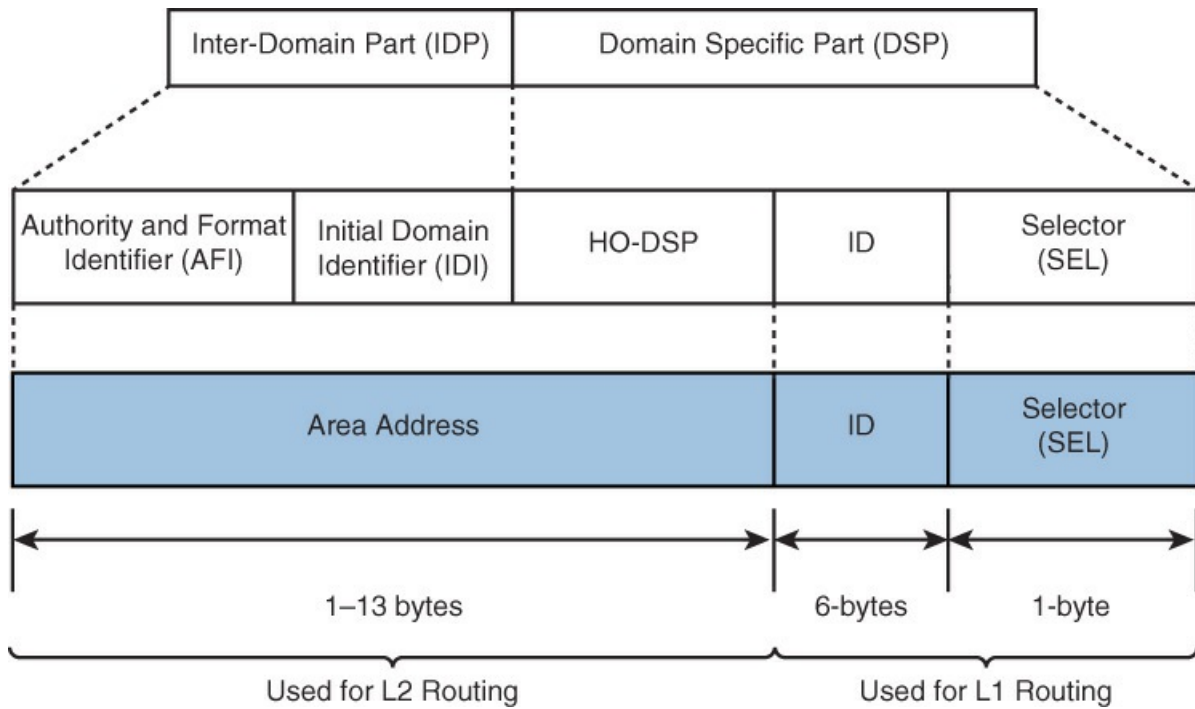 Inter-Domain Part (IDP)
Domain Specific Part (DSP)
Authority and Format
Identifier (AFI)
Initial Domain
Identifier (IDI)
HO-DSP
ID
Selector
(SEL)
Area Address
ID
Selector
(SEL)
1–13 bytes
6-bytes
1-byte
Used for L2 Routing
Used for L1 Routing